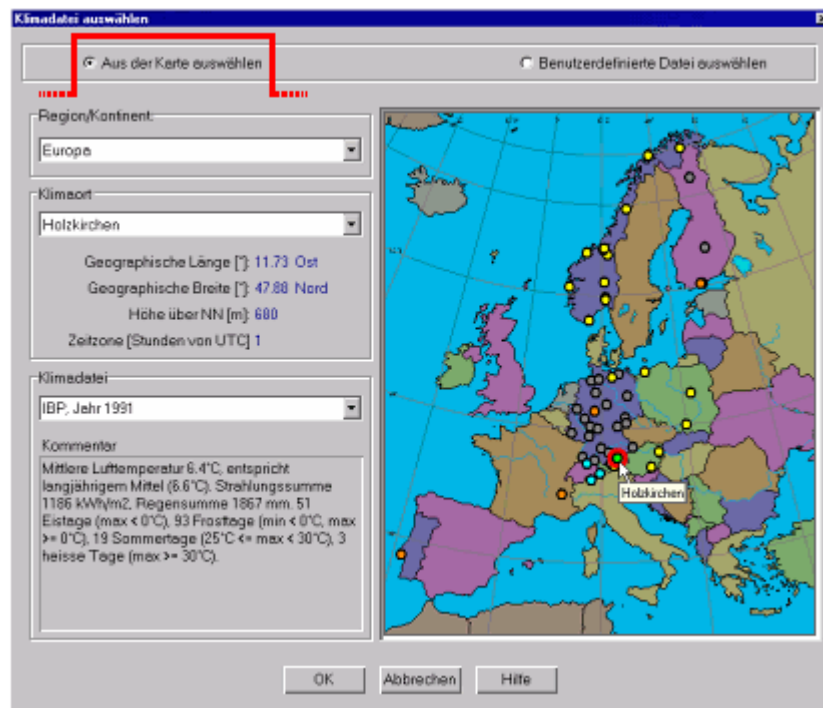 Klimadatei auswählen
Aus der Karte auswählen
Benutzerdefinierte Datei auswählen
Region/Kontinent:
Europa
Klimaort
Holzkirchen
Geographische Länge [°]: 11.73 Ost
Geographische Breite [°]: 47.88 Nord
Höhe über NN [m]: 680
Zeitzone [Stunden von UTC] 1
Klimadatei
IBP, Jahr 1991
Kommentar
Mittlere Lufttemperatur 6.4°C, entspricht
langjährigem Mittel (6.6°C). Strahlungssumme
1186 kWh/m2, Regensumme 1867 mm. 51
Eistage (max < 0°C), 93 Frosttage (min < 0°C, max
>= 0°C), 19 Sommertage (25°C <= max < 30°C), 3
heisse Tage (max >= 30°C).
Holzkirchen
OK
Abbrechen
Hilfe